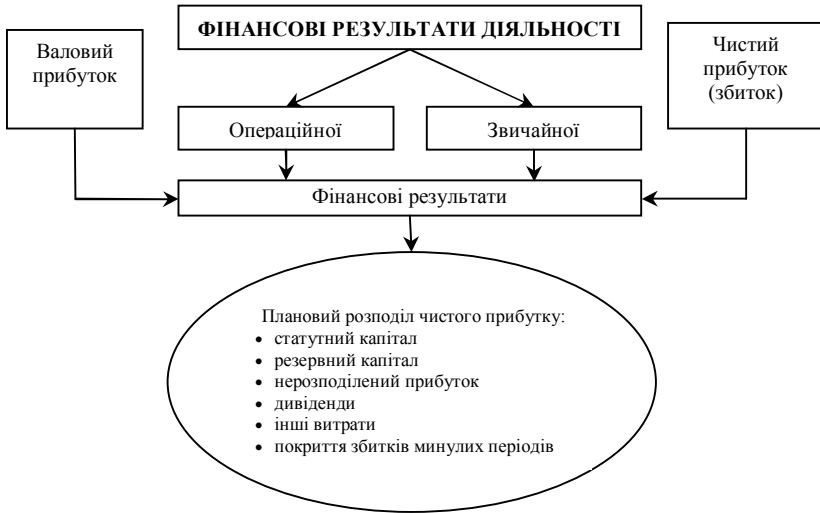 ФІНАНСОВІ РЕЗУЛЬТАТИ ДІЯЛЬНОСТІ
Валовий
прибуток
Чистий
прибуток
(збиток)
Операційної
Звичайної
Фінансові результати
Плановий розподіл чистого прибутку:
• статутний капітал
• резервний капітал
• нерозподілений прибуток
• дивіденди
• інші витрати
• покриття збитків минулих періодів